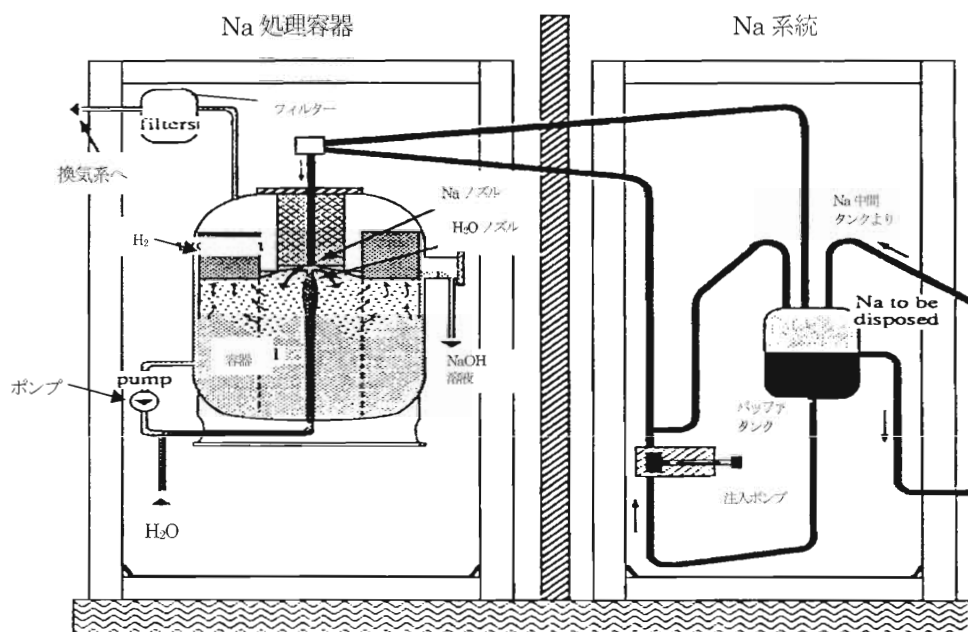 Na 処理容器
Na 系統
フィルター
filters
換気系へ
Na ノズル
H₂O ノズル
H₂
Na 中間
タンクより
Na to be
disposed
容器 1
NaOH
溶液
ポンプ
pump
バッファ
タンク
注入ポンプ
H₂O